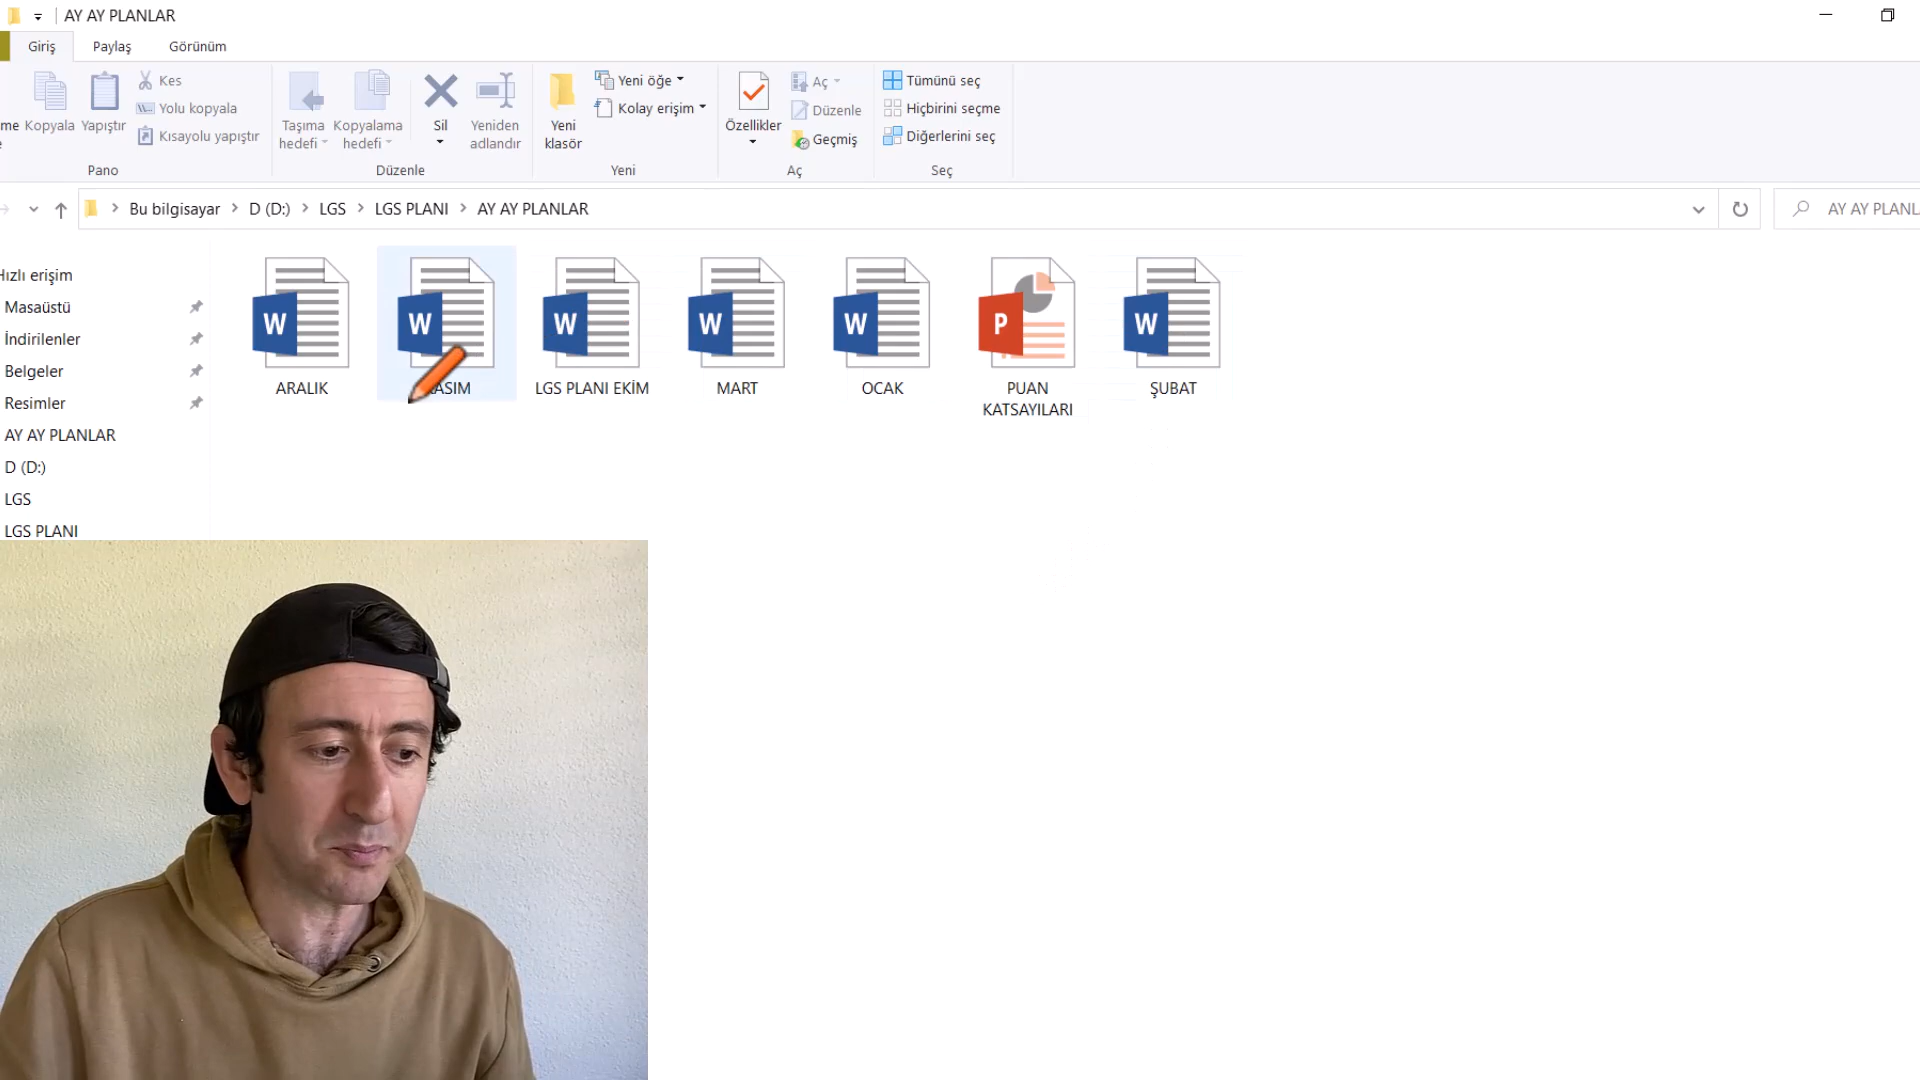 AY AY PLANLAR
Giriş Paylaş Görünüm
Kes
Yolu kopyala
Kısayolu yapıştır
me Kopyala Yapıştır
Pano
Taşıma hedefi
Kopyalama hedefi
Sil
Yeniden adlandır
Düzenle
Yeni klasör
Yeni öğe
Kolay erişim
Yeni
Özellikler
Aç
Düzenle
Geçmiş
Aç
Tümünü seç
Hiçbirini seçme
Diğerlerini seç
Seç
Bu bilgisayar > D (D:) > LGS > LGS PLANI > AY AY PLANLAR
AY AY PLANL
Hızlı erişim
Masaüstü
İndirilenler
Belgeler
Resimler
AY AY PLANLAR
D (D:)
LGS
LGS PLANI
W W W W W P W
ARALIK
ASIM
LGS PLANI EKİM
MART
OCAK
PUAN
KATSAYILARI
ŞUBAT